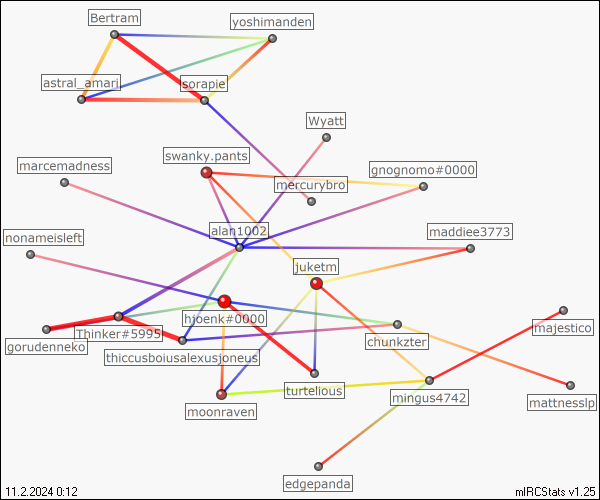 Bertram
yoshimanden
astral_amari
sorapie
Wyatt
swanky.pants
marcemadness
gnognomo#0000
mercurybro
alan1002
maddiee3773
nonameisleft
juketm
hjoenk#0000
Thinker#5995
majestico
gorudenneko
chunkzter
thiccusboiusalexusjoneus
turtelious
mingus4742
mattnesslp
moonraven
edgepanda
11.2.2024 0:12
mIRCStats v1.25